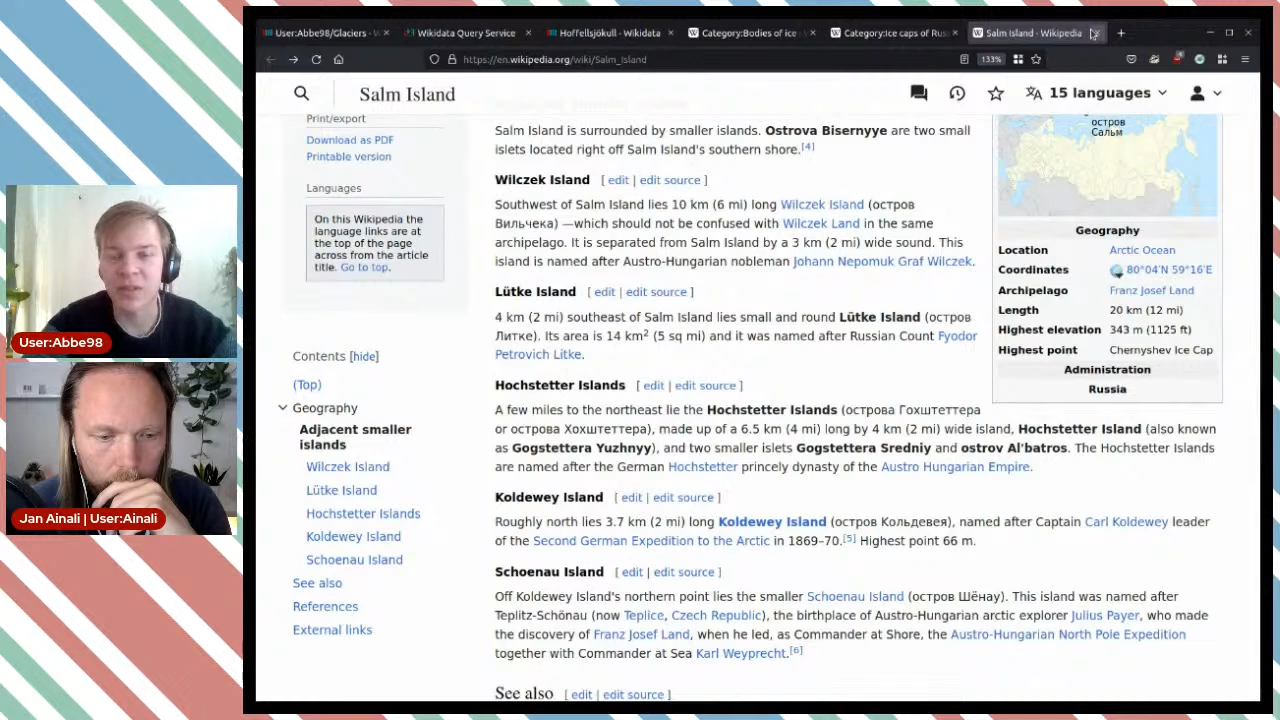 User:Abbe98/Glaciers -
Wikidata Query Service
Hoffellsjökull - Wikidata
Category:Bodies of ice -
Category:Ice caps of Rus
Salm Island - Wikipedia
https://en.wikipedia.org/wiki/Salm_Island
133%
Salm Island
15 languages
Print/export
Download as PDF
Printable version
Languages
On this Wikipedia the
language links are at
the top of the page
across from the article
title. Go to top.
Contents [hide]
(Top)
Geography
Adjacent smaller
islands
Wilczek Island
Lütke Island
Hochstetter Islands
Koldewey Island
Schoenau Island
See also
References
External links
Salm Island is surrounded by smaller islands. Ostrova Bisernyye are two small
islets located right off Salm Island's southern shore.[4]
Wilczek Island [ edit | edit source ]
Southwest of Salm Island lies 10 km (6 mi) long Wilczek Island (остров
Вильчека) —which should not be confused with Wilczek Land in the same
archipelago. It is separated from Salm Island by a 3 km (2 mi) wide sound. This
island is named after Austro-Hungarian nobleman Johann Nepomuk Graf Wilczek.
Lütke Island [ edit | edit source ]
4 km (2 mi) southeast of Salm Island lies small and round Lütke Island (остров
Литке). Its area is 14 km² (5 sq mi) and it was named after Russian Count Fyodor
Petrovich Litke.
Hochstetter Islands [ edit | edit source ]
A few miles to the northeast lie the Hochstetter Islands (острова Гохштеттера
or острова Хохштеттера), made up of a 6.5 km (4 mi) long by 4 km (2 mi) wide island, Hochstetter Island (also known
as Gogstettera Yuzhnyy), and two smaller islets Gogstettera Sredniy and ostrov Al'batros. The Hochstetter Islands
are named after the German Hochstetter princely dynasty of the Austro Hungarian Empire.
Koldewey Island [ edit | edit source ]
Roughly north lies 3.7 km (2 mi) long Koldewey Island (остров Кольдевея), named after Captain Carl Koldewey leader
of the Second German Expedition to the Arctic in 1869–70.[5] Highest point 66 m.
Schoenau Island [ edit | edit source ]
Off Koldewey Island's northern point lies the smaller Schoenau Island (остров Шёнау). This island was named after
Teplitz-Schönau (now Teplice, Czech Republic), the birthplace of Austro-Hungarian arctic explorer Julius Payer, who made
the discovery of Franz Josef Land, when he led, as Commander at Shore, the Austro-Hungarian North Pole Expedition
together with Commander at Sea Karl Weyprecht.[6]
See also [ edit | edit source ]
остров
Сальм
Geography
Location Arctic Ocean
Coordinates 80°04′N 59°16′E
Archipelago Franz Josef Land
Length 20 km (12 mi)
Highest elevation 343 m (1125 ft)
Highest point Chernyshev Ice Cap
Administration
Russia
User:Abbe98
Jan Ainali | User:Ainali